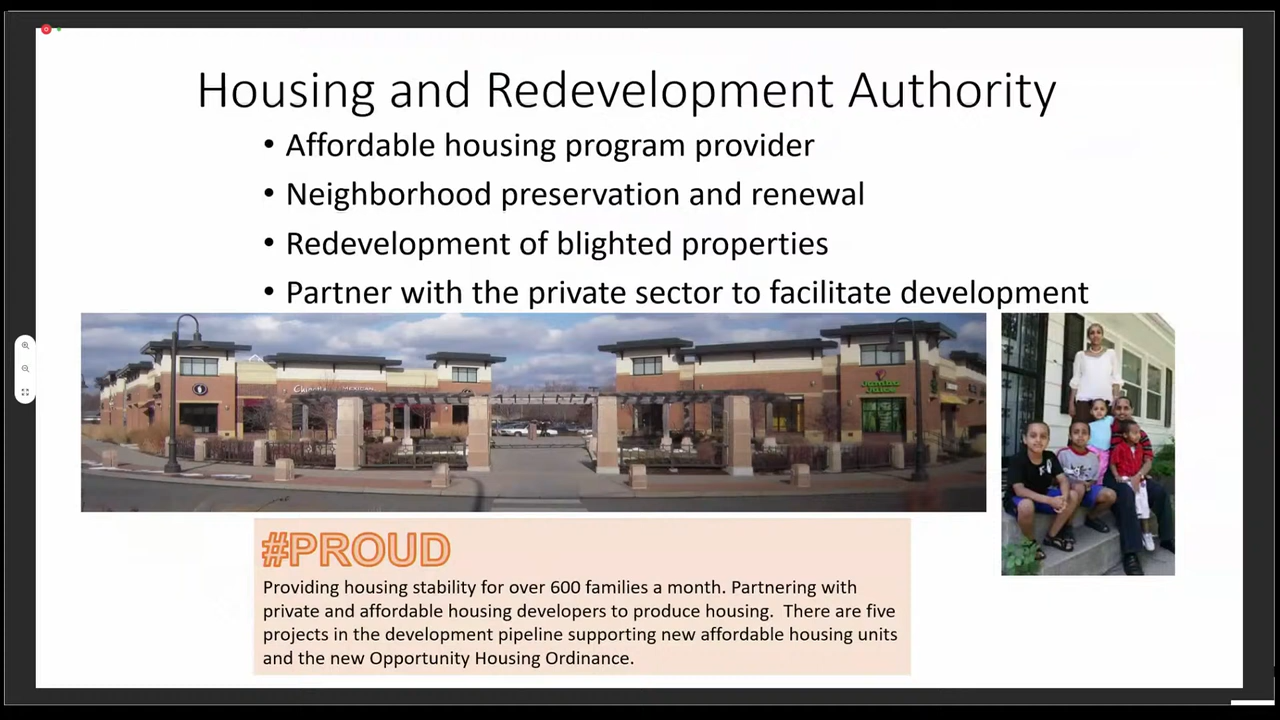 Housing and Redevelopment Authority
• Affordable housing program provider
• Neighborhood preservation and renewal
• Redevelopment of blighted properties
• Partner with the private sector to facilitate development
Jamba
Juice
#PROUD
Providing housing stability for over 600 families a month. Partnering with
private and affordable housing developers to produce housing.  There are five
projects in the development pipeline supporting new affordable housing units
and the new Opportunity Housing Ordinance.